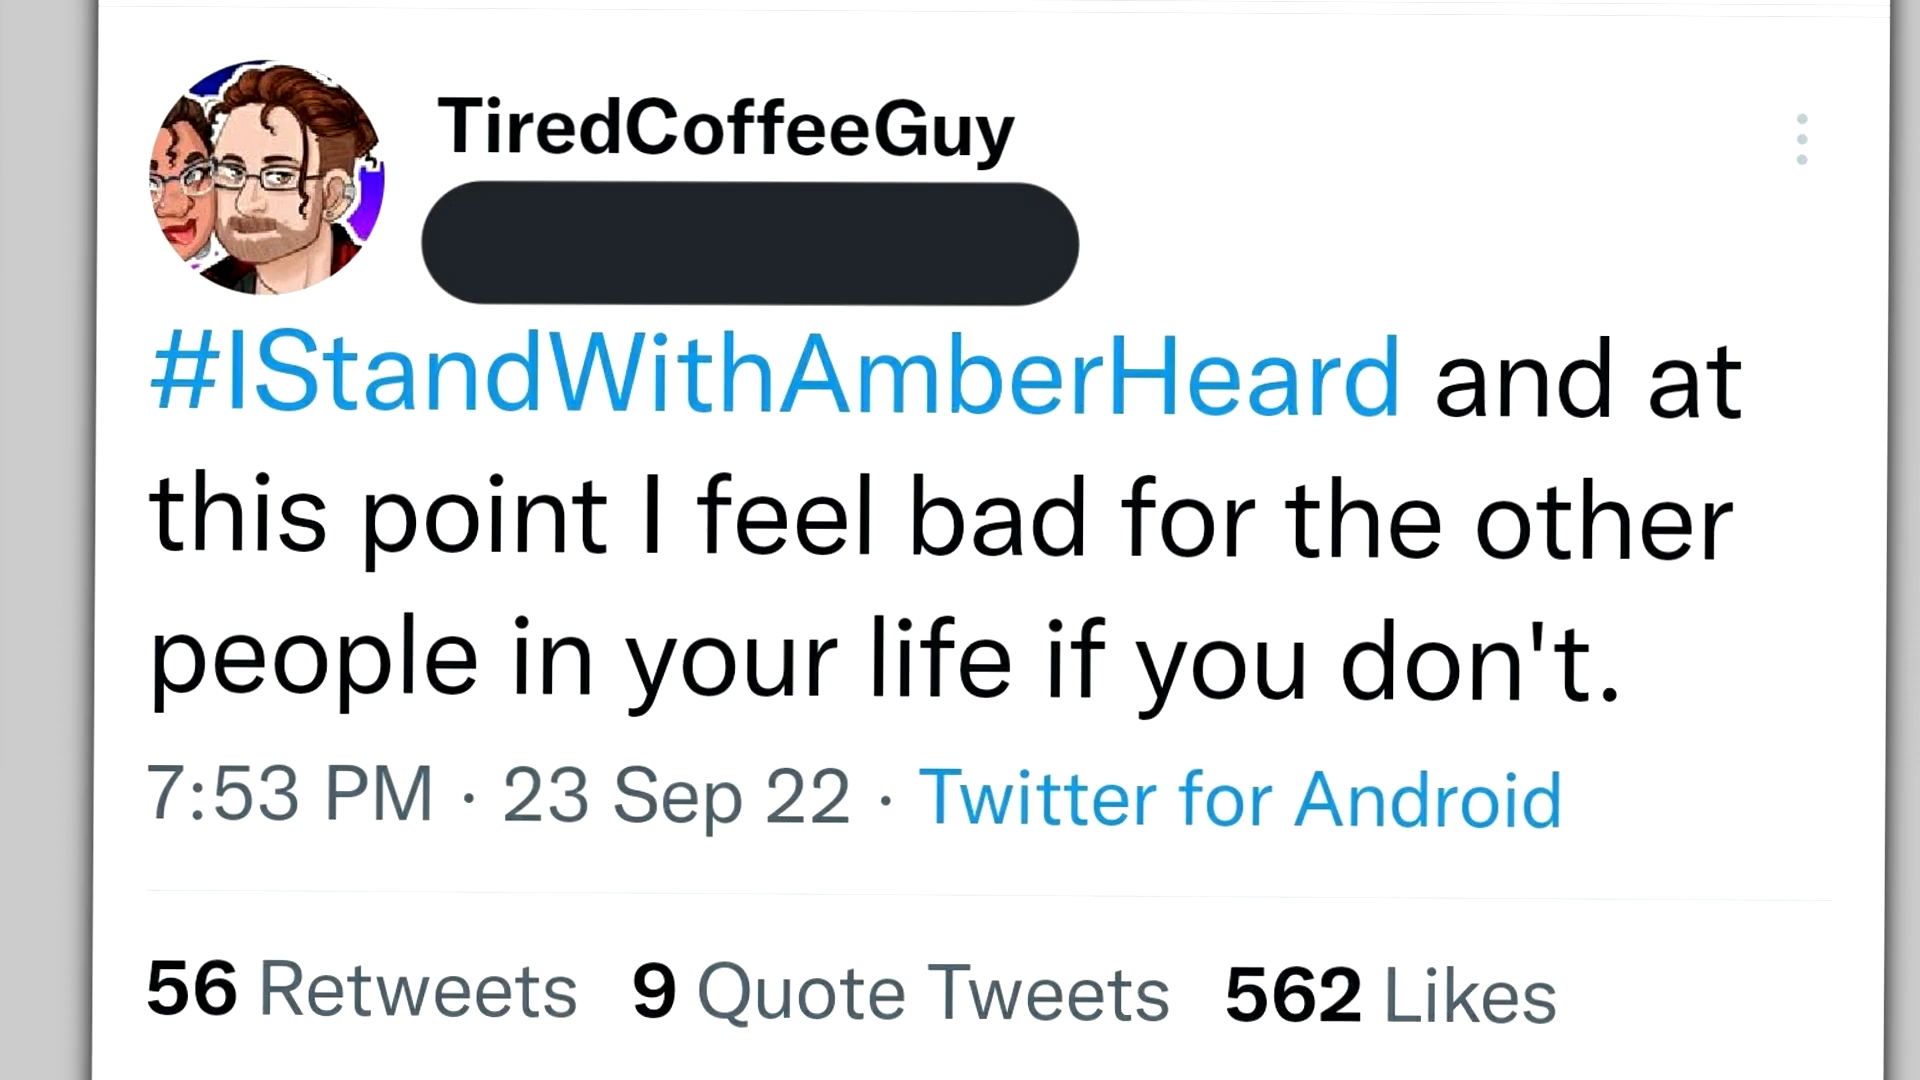 TiredCoffeeGuy
#IStandWithAmberHeard and at
this point I feel bad for the other
people in your life if you don't.
7:53 PM · 23 Sep 22 · Twitter for Android
56 Retweets 9 Quote Tweets 562 Likes